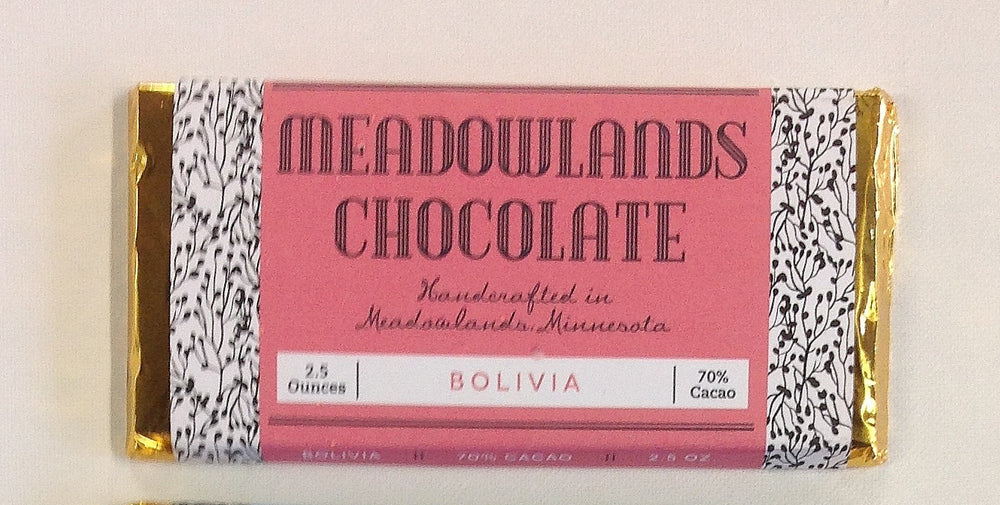 MEADOWLANDS
CHOCOLATE
Handcrafted in
Meadowlands, Minnesota
2.5
Ounces
BOLIVIA
70%
Cacao
BOLIVIA || 70% CACAO || 2.5 OZ